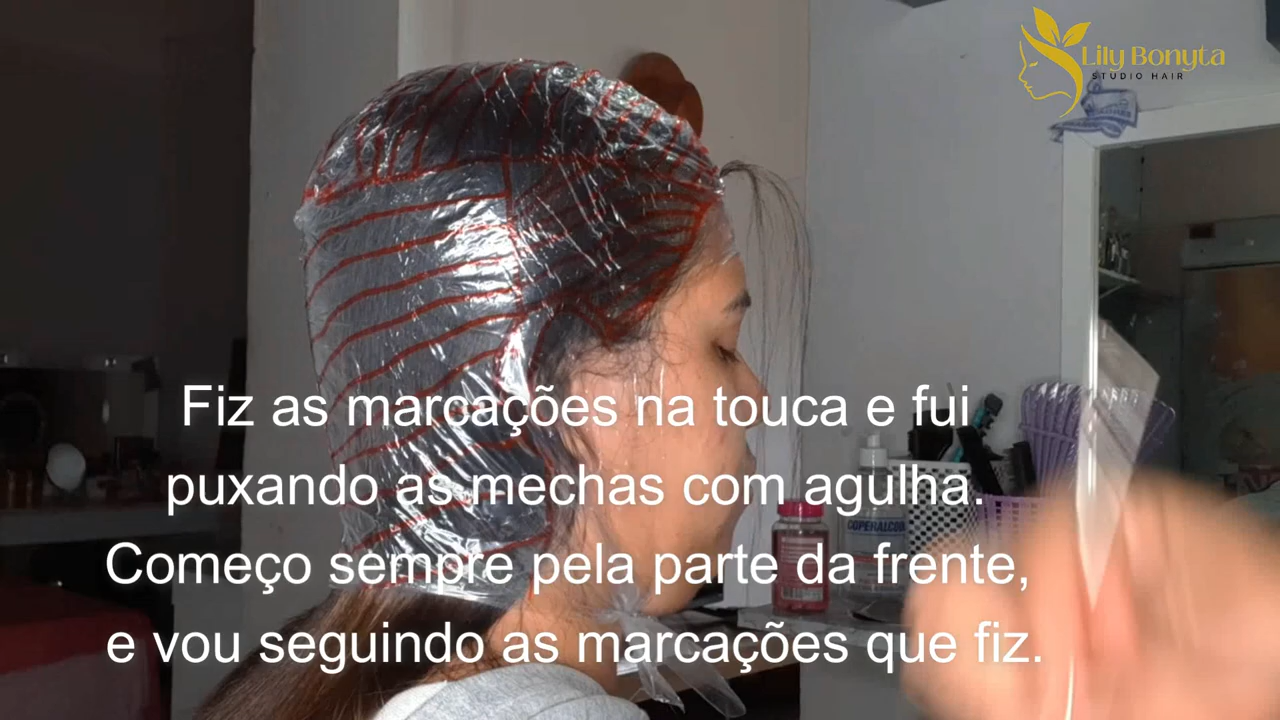 Lily Bonyta
STUDIO HAIR
Fiz as marcações na touca e fui
puxando as mechas com agulha.
COPERALCOOL
Começo sempre pela parte da frente,
e vou seguindo as marcações que fiz.